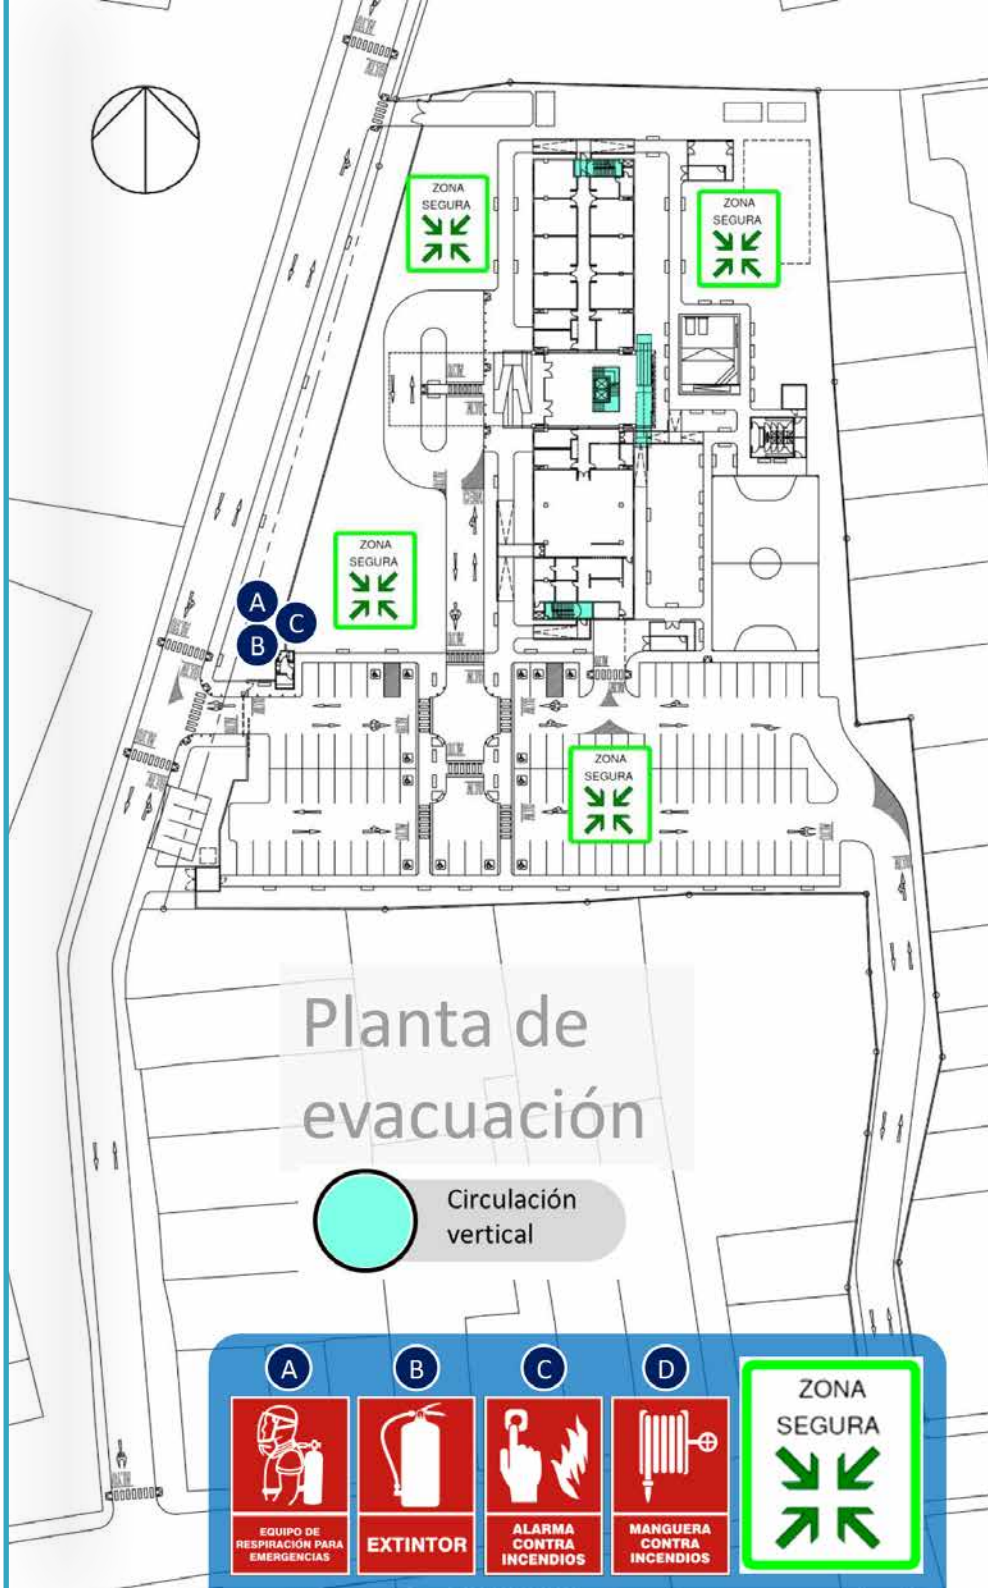 ZONA
SEGURA
ZONA
SEGURA
ZONA
SEGURA
A
C
B
ZONA
SEGURA
Planta de
evacuación
Circulación
vertical
A
B
C
D
EQUIPO DE
RESPIRACIÓN PARA
EMERGENCIAS
EXTINTOR
ALARMA
CONTRA
INCENDIOS
MANGUERA
CONTRA
INCENDIOS
ZONA
SEGURA